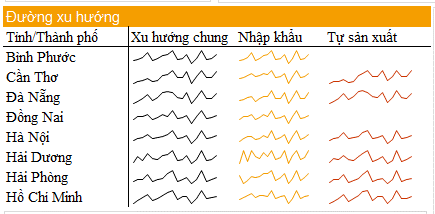 Đường xu hướng
Tỉnh/Thành phố Xu hướng chung Nhập khẩu Tự sản xuất
Bình Phước
Cần Thơ
Đà Nẵng
Đồng Nai
Hà Nội
Hải Dương
Hải Phòng
Hồ Chí Minh